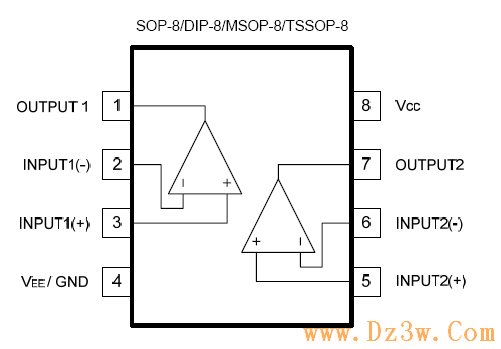 SOP-8/DIP-8/MSOP-8/TSSOP-8
OUTPUT 1 1 8 Vcc
INPUT1(-) 2 7 OUTPUT2
INPUT1(+) 3 6 INPUT2(-)
VEE / GND 4 5 INPUT2(+)
- +
+ -
www.Dz3w.Com